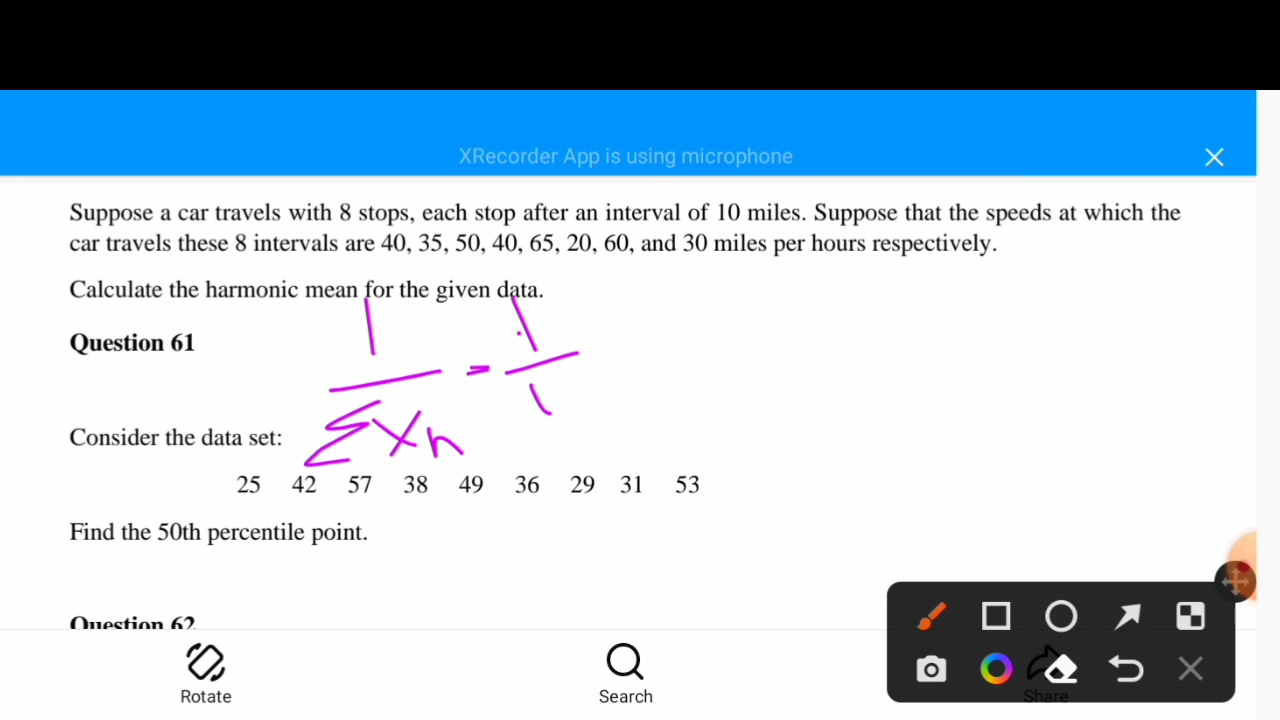 XRecorder App is using microphone
Suppose a car travels with 8 stops, each stop after an interval of 10 miles. Suppose that the speeds at which the
car travels these 8 intervals are 40, 35, 50, 40, 65, 20, 60, and 30 miles per hours respectively.
Calculate the harmonic mean for the given data.
Question 61
1 = 1
Σxn
Consider the data set:
25 42 57 38 49 36 29 31 53
Find the 50th percentile point.
Question 62
Rotate Search Share